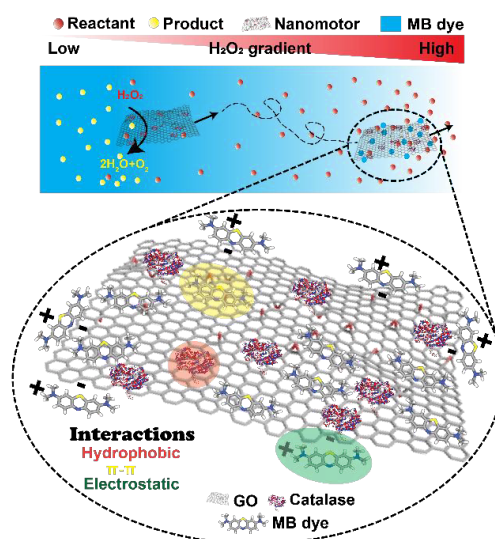 Reactant Product Nanomotor MB dye
Low H₂O₂ gradient High
H₂O₂
2H₂O+O₂
+
-
+
-
+
-
+
-
+
-
+
-
+
-
Interactions
Hydrophobic
π-π
Electrostatic
GO Catalase
MB dye